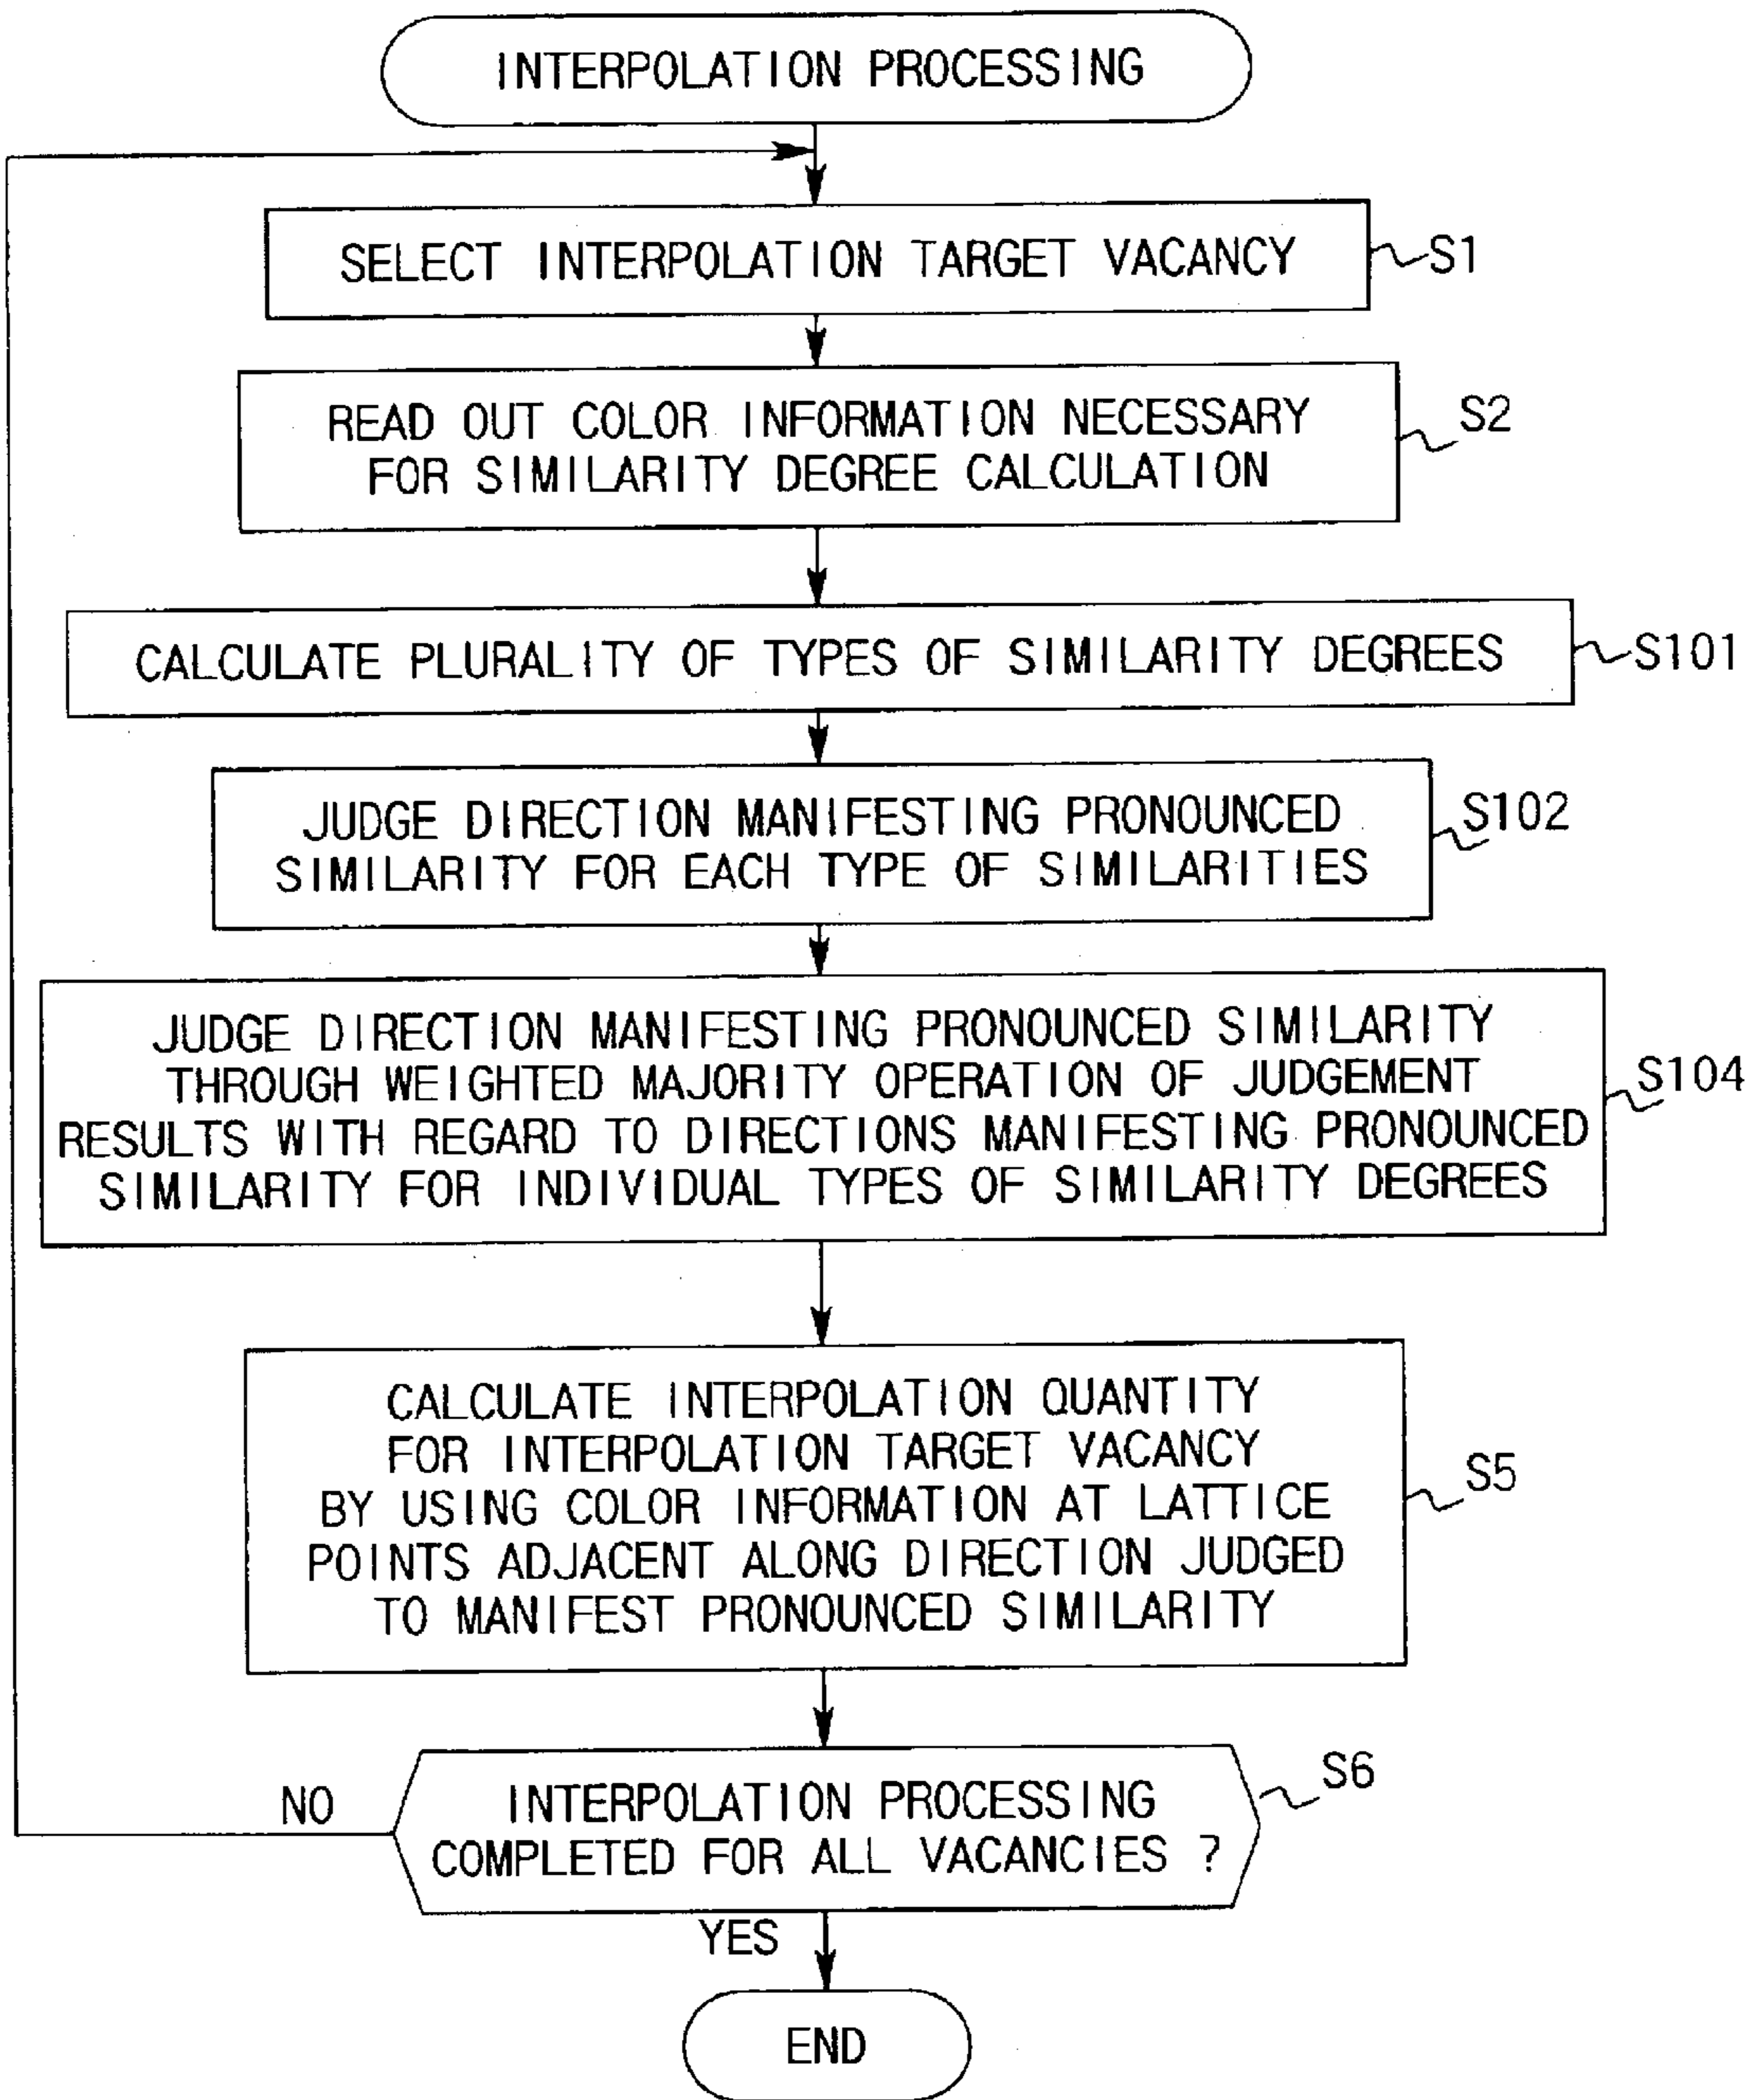 INTERPOLATION PROCESSING
SELECT INTERPOLATION TARGET VACANCY
S1
READ OUT COLOR INFORMATION NECESSARY
FOR SIMILARITY DEGREE CALCULATION
S2
CALCULATE PLURALITY OF TYPES OF SIMILARITY DEGREES
S101
JUDGE DIRECTION MANIFESTING PRONOUNCED
SIMILARITY FOR EACH TYPE OF SIMILARITIES
S102
JUDGE DIRECTION MANIFESTING PRONOUNCED SIMILARITY
THROUGH WEIGHTED MAJORITY OPERATION OF JUDGEMENT
RESULTS WITH REGARD TO DIRECTIONS MANIFESTING PRONOUNCED
SIMILARITY FOR INDIVIDUAL TYPES OF SIMILARITY DEGREES
S104
CALCULATE INTERPOLATION QUANTITY
FOR INTERPOLATION TARGET VACANCY
BY USING COLOR INFORMATION AT LATTICE
POINTS ADJACENT ALONG DIRECTION JUDGED
TO MANIFEST PRONOUNCED SIMILARITY
S5
INTERPOLATION PROCESSING
COMPLETED FOR ALL VACANCIES ?
S6
NO
YES
END